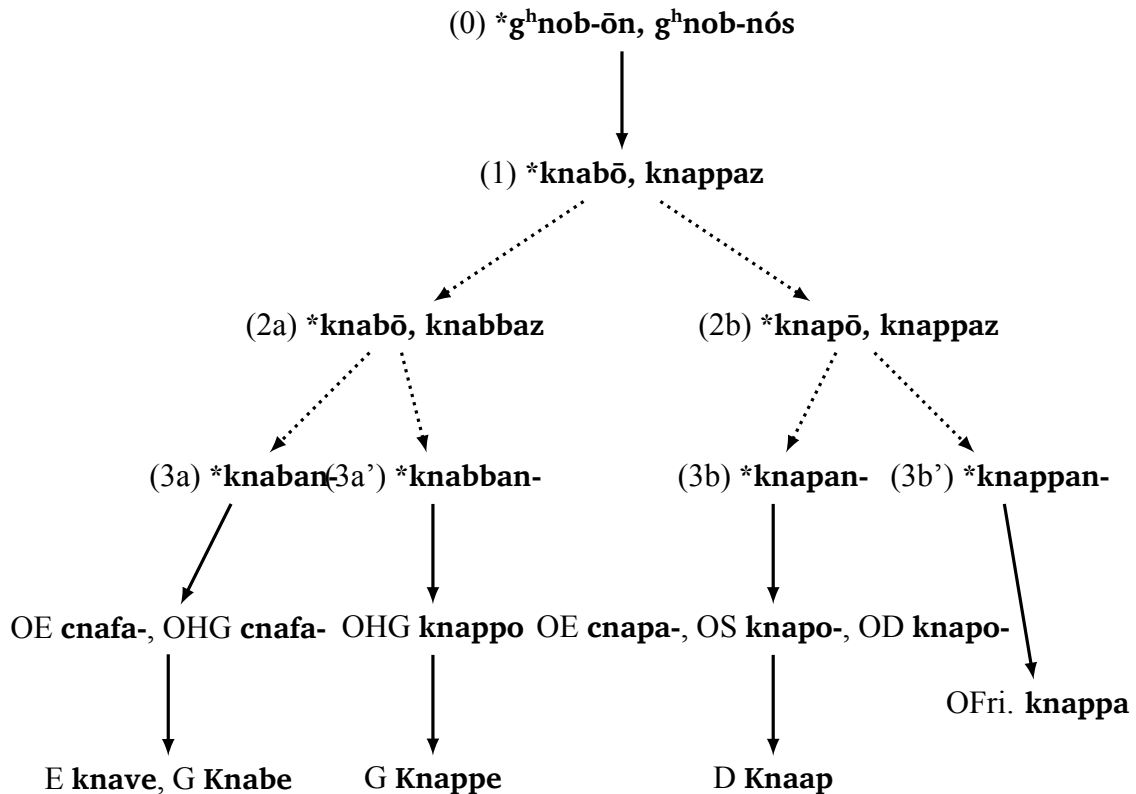 (0) *gʰnob-ōn, gʰnob-nós
(1) *knabō, knappaz
(2a) *knabō, knabbaz (2b) *knapō, knappaz
(3a) *knaban- (3a’) *knabban- (3b) *knapan- (3b’) *knappan-
OE cnafa-, OHG cnafa- OHG knappo OE cnapa-, OS knapo-, OD knapo-
OFri. knappa
E knave, G Knabe G Knappe D Knaap